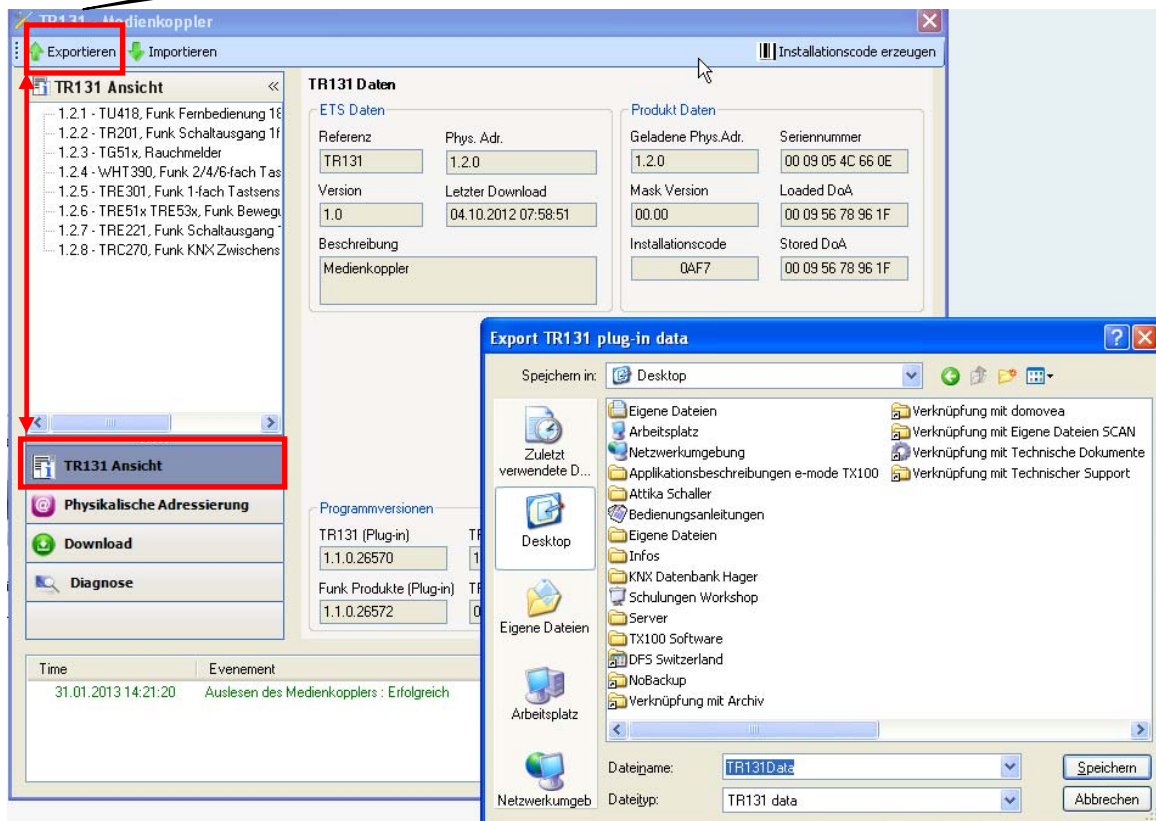 TR131 - Medienkoppler
Exportieren
Importieren
Installationscode erzeugen
TR131 Ansicht
«
1.2.1 - TU418, Funk Fernbedienung 18
1.2.2 - TR201, Funk Schaltausgang 1f
1.2.3 - TG51x, Rauchmelder
1.2.4 - WHT390, Funk 2/4/6-fach Tas
1.2.5 - TRE301, Funk 1-fach Tastsens
1.2.6 - TRE51x TRE53x, Funk Bewegu
1.2.7 - TRE221, Funk Schaltausgang
1.2.8 - TRC270, Funk KNX Zwischens
TR131 Ansicht
Physikalische Adressierung
Download
Diagnose
TR131 Daten
ETS Daten
Referenz
Phys. Adr.
TR131
1.2.0
Version
Letzter Download
1.0
04.10.2012 07:58:51
Beschreibung
Medienkoppler
Produkt Daten
Geladene Phys.Adr.
Seriennummer
1.2.0
00 09 05 4C 66 0E
Mask Version
Loaded DoA
00.00
00 09 56 78 96 1F
Installationscode
Stored DoA
0AF7
00 09 56 78 96 1F
Programmversionen
TR131 (Plug-in)
1.1.0.26570
Funk Produkte (Plug-in)
1.1.0.26572
Time
Evenement
31.01.2013 14:21:20
Auslesen des Medienkopplers : Erfolgreich
Export TR131 plug-in data
Speichern in:
Desktop
Zuletzt
verwendete D...
Desktop
Eigene Dateien
Arbeitsplatz
Netzwerkumgeb
Eigene Dateien
Arbeitsplatz
Netzwerkumgebung
Applikationsbeschreibungen e-mode TX100
Attika Schaller
Bedienungsanleitungen
Eigene Dateien
Infos
KNX Datenbank Hager
Schulungen Workshop
Server
TX100 Software
DFS Switzerland
NoBackup
Verknüpfung mit Archiv
Verknüpfung mit domovea
Verknüpfung mit Eigene Dateien SCAN
Verknüpfung mit Technische Dokumente
Verknüpfung mit Technischer Support
Dateiname:
TR131Data
Speichern
Dateityp:
TR131 data
Abbrechen